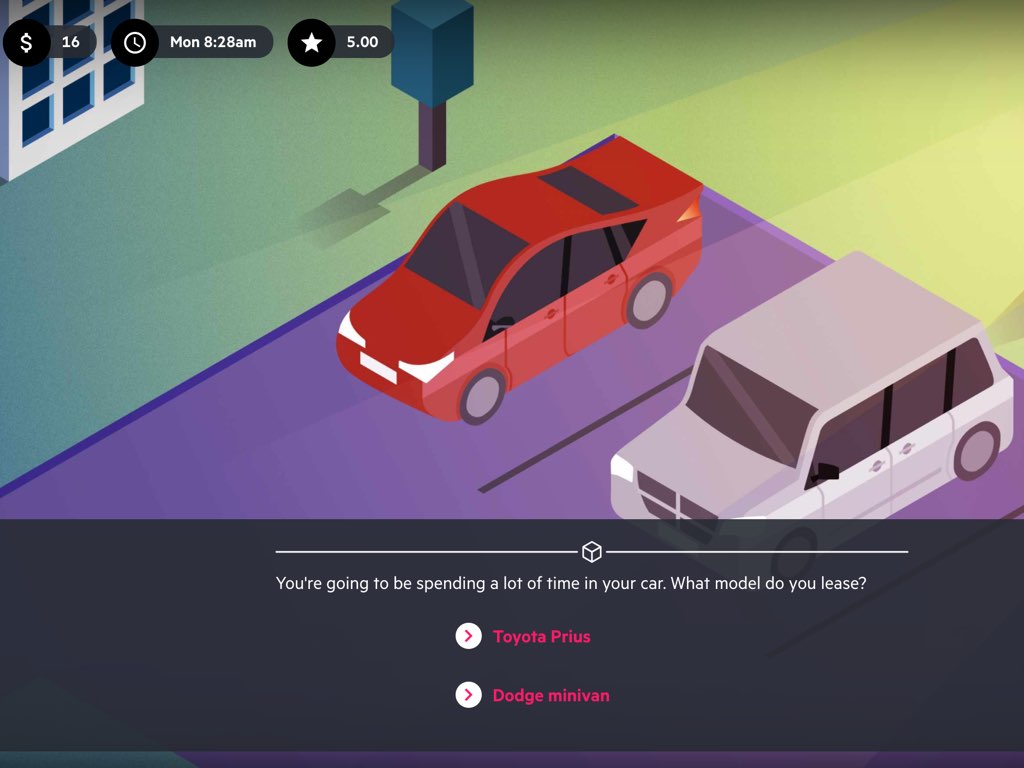 $ 16 Mon 8:28am 5.00
You're going to be spending a lot of time in your car. What model do you lease?
Toyota Prius
Dodge minivan